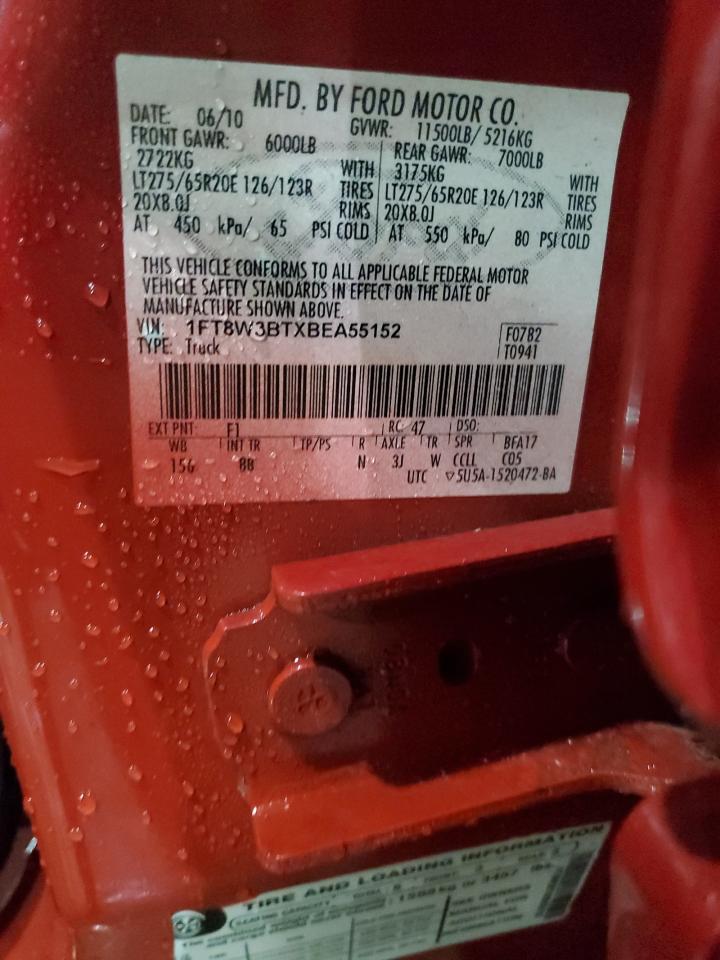 MFD. BY FORD MOTOR CO.
DATE: 06/10 GVWR: 11500LB/ 5216KG
FRONT GAWR: 6000LB
2722KG WITH
LT275/65R20E 126/123R TIRES
20X8.0J RIMS
AT 450 kPa/ 65 PSI COLD
REAR GAWR: 7000LB
3175KG WITH
LT275/65R20E 126/123R TIRES
20X8.0J RIMS
AT 550 kPa/ 80 PSI COLD
THIS VEHICLE CONFORMS TO ALL APPLICABLE FEDERAL MOTOR
VEHICLE SAFETY STANDARDS IN EFFECT ON THE DATE OF
MANUFACTURE SHOWN ABOVE.
VIN: 1FT8W3BTXBEA55152
TYPE: Truck
F0782
T0941
EXT PNT: F1 RC: 47 DSO:
WB INT TR TP/PS R AXLE TR SPR BFA17
156 BB N 3J W CCLL C05
UTC ▽5U5A-1520472-BA
TIRE AND LOADING INFORMATION
SEATING CAPACITY